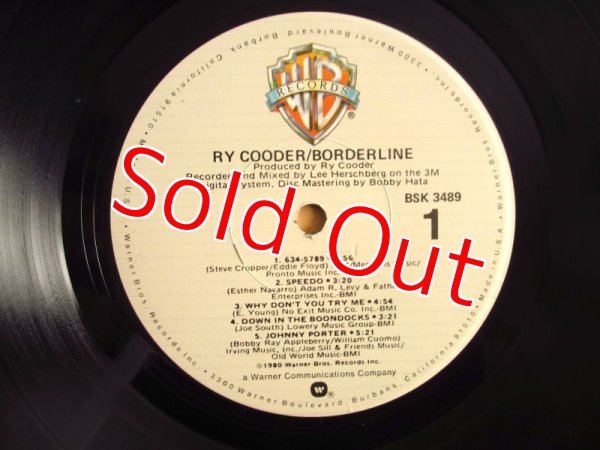 3300 Warner Boulevard, Burbank, California 91510 • Made in U.S.A. • Warner Bros. Records Inc. •
WB
RECORDS
®
RY COODER/BORDERLINE
Produced by Ry Cooder
Recorded and Mixed by Lee Herschberg on the 3M
Digital System. Disc Mastering by Bobby Hata
BSK 3489
1
Sold Out
1. 634-5789 • :56
(Steve Cropper/Eddie Floyd) Music/
Pronto Music Inc.
2. SPEEDO • 3:20
(Esther Navarro) Adam R. Levy & Father
Enterprises Inc.-BMI
3. WHY DON'T YOU TRY ME • 4:54
(E. Young) No Exit Music Co. Inc.-BMI
4. DOWN IN THE BOONDOCKS • 3:21
(Joe South) Lowery Music Group-BMI
5. JOHNNY PORTER • 5:21
(Bobby Ray Appleberry/William Cuomo)
Irving Music, Inc./Joe Sill & Friends Music/
Old World Music-BMI
©1980 Warner Bros. Records Inc.
a Warner Communications Company
W ®